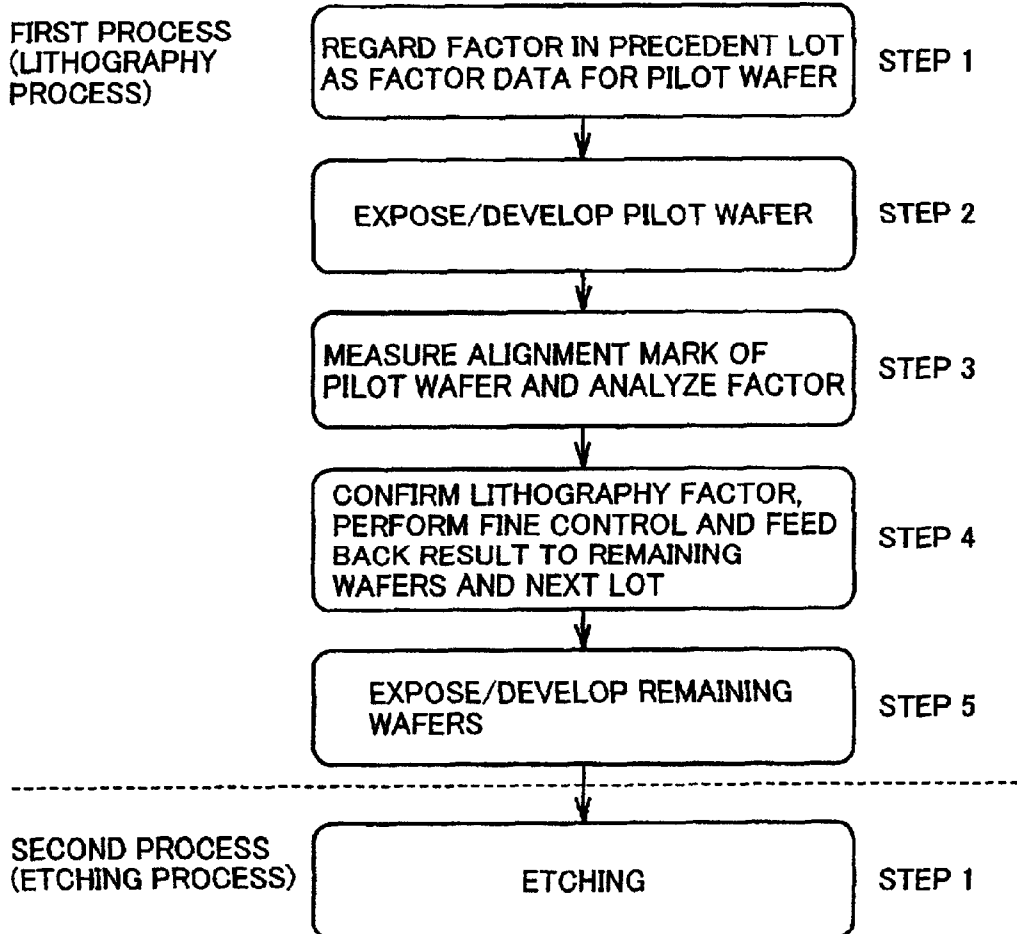 FIRST PROCESS
(LITHOGRAPHY
PROCESS)
REGARD FACTOR IN PRECEDENT LOT
AS FACTOR DATA FOR PILOT WAFER
STEP 1
EXPOSE/DEVELOP PILOT WAFER
STEP 2
MEASURE ALIGNMENT MARK OF
PILOT WAFER AND ANALYZE FACTOR
STEP 3
CONFIRM LITHOGRAPHY FACTOR,
PERFORM FINE CONTROL AND FEED
BACK RESULT TO REMAINING
WAFERS AND NEXT LOT
STEP 4
EXPOSE/DEVELOP REMAINING
WAFERS
STEP 5
SECOND PROCESS
(ETCHING PROCESS)
ETCHING
STEP 1